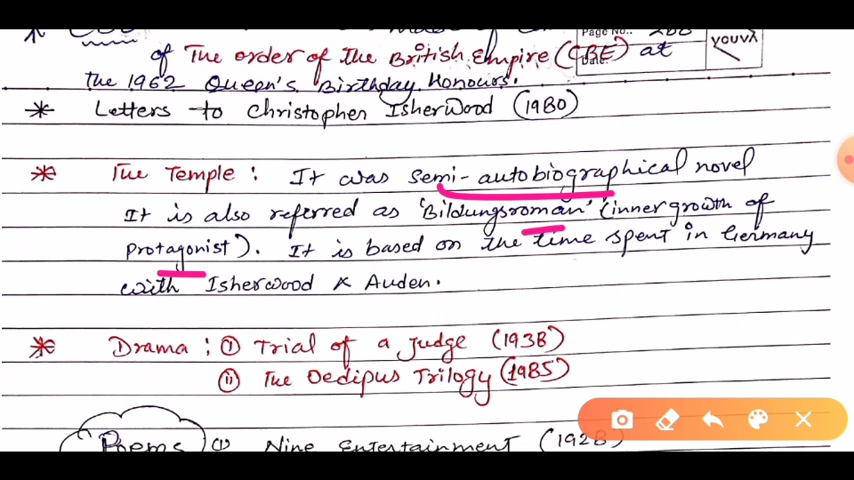 of The order of the British Empire (CBE) at
Page No.: 200
Date:
YOUVA
the 1962 Queen's Birthday Honours.
* Letters to Christopher Isherwood (1980)
* The Temple : It was semi-autobiographical novel
It is also referred as 'Bildungsroman' (inner growth of
protagonist). It is based on the time spent in Germany
with Isherwood & Auden.
* Drama : (i) Trial of a Judge (1938)
(ii) The Oedipus Trilogy (1985)
Poems (i) Nine Entertainment (1928)